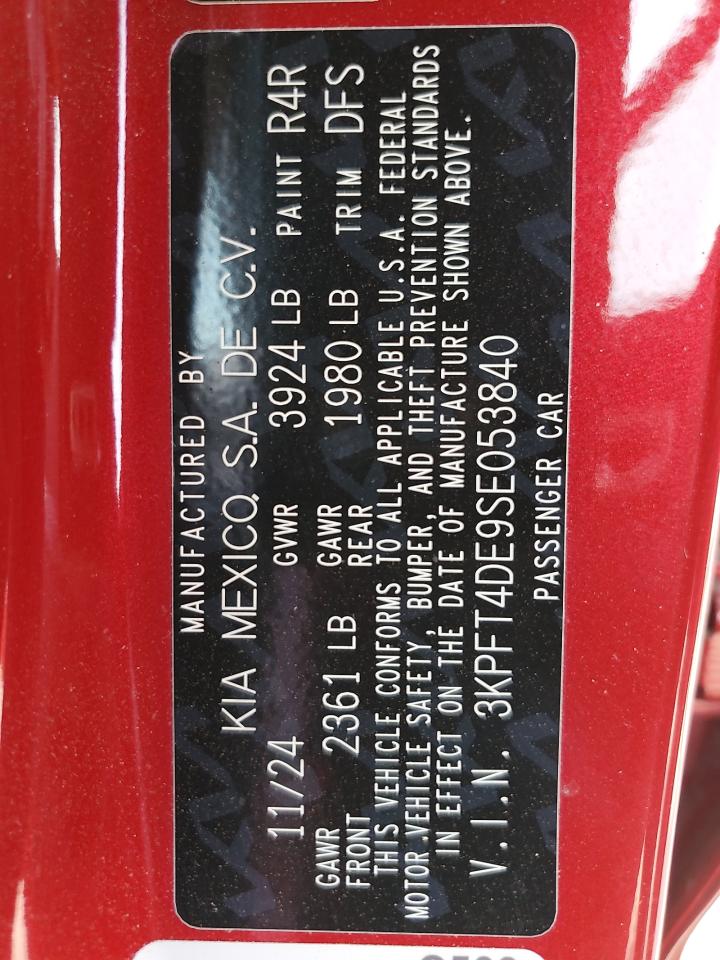 MANUFACTURED BY
KIA MEXICO, S.A. DE C.V.
11/24 GVWR 3924 LB PAINT R4R
GAWR FRONT 2361 LB GAWR REAR 1980 LB TRIM DFS
THIS VEHICLE CONFORMS TO ALL APPLICABLE U.S.A. FEDERAL
MOTOR VEHICLE SAFETY, BUMPER, AND THEFT PREVENTION STANDARDS
IN EFFECT ON THE DATE OF MANUFACTURE SHOWN ABOVE..
V.I.N. 3KPFT4DE9SE053840
PASSENGER CAR